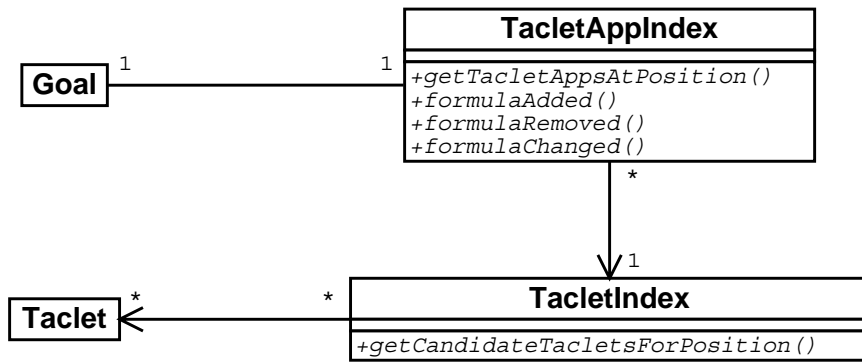 TacletAppIndex
1
1
Goal
+getTacletAppsAtPosition()
+formulaAdded()
+formulaRemoved()
+formulaChanged()
*
1
TacletIndex
*
*
Taclet
+getCandidateTacletsForPosition()